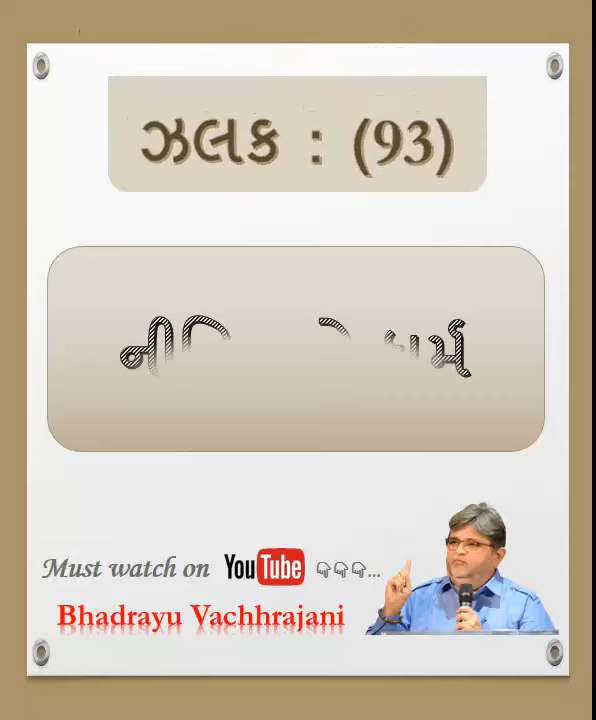 ઝલક : (93)
Must watch on YouTube 👇👇👇...
Bhadrayu Vachhrajani